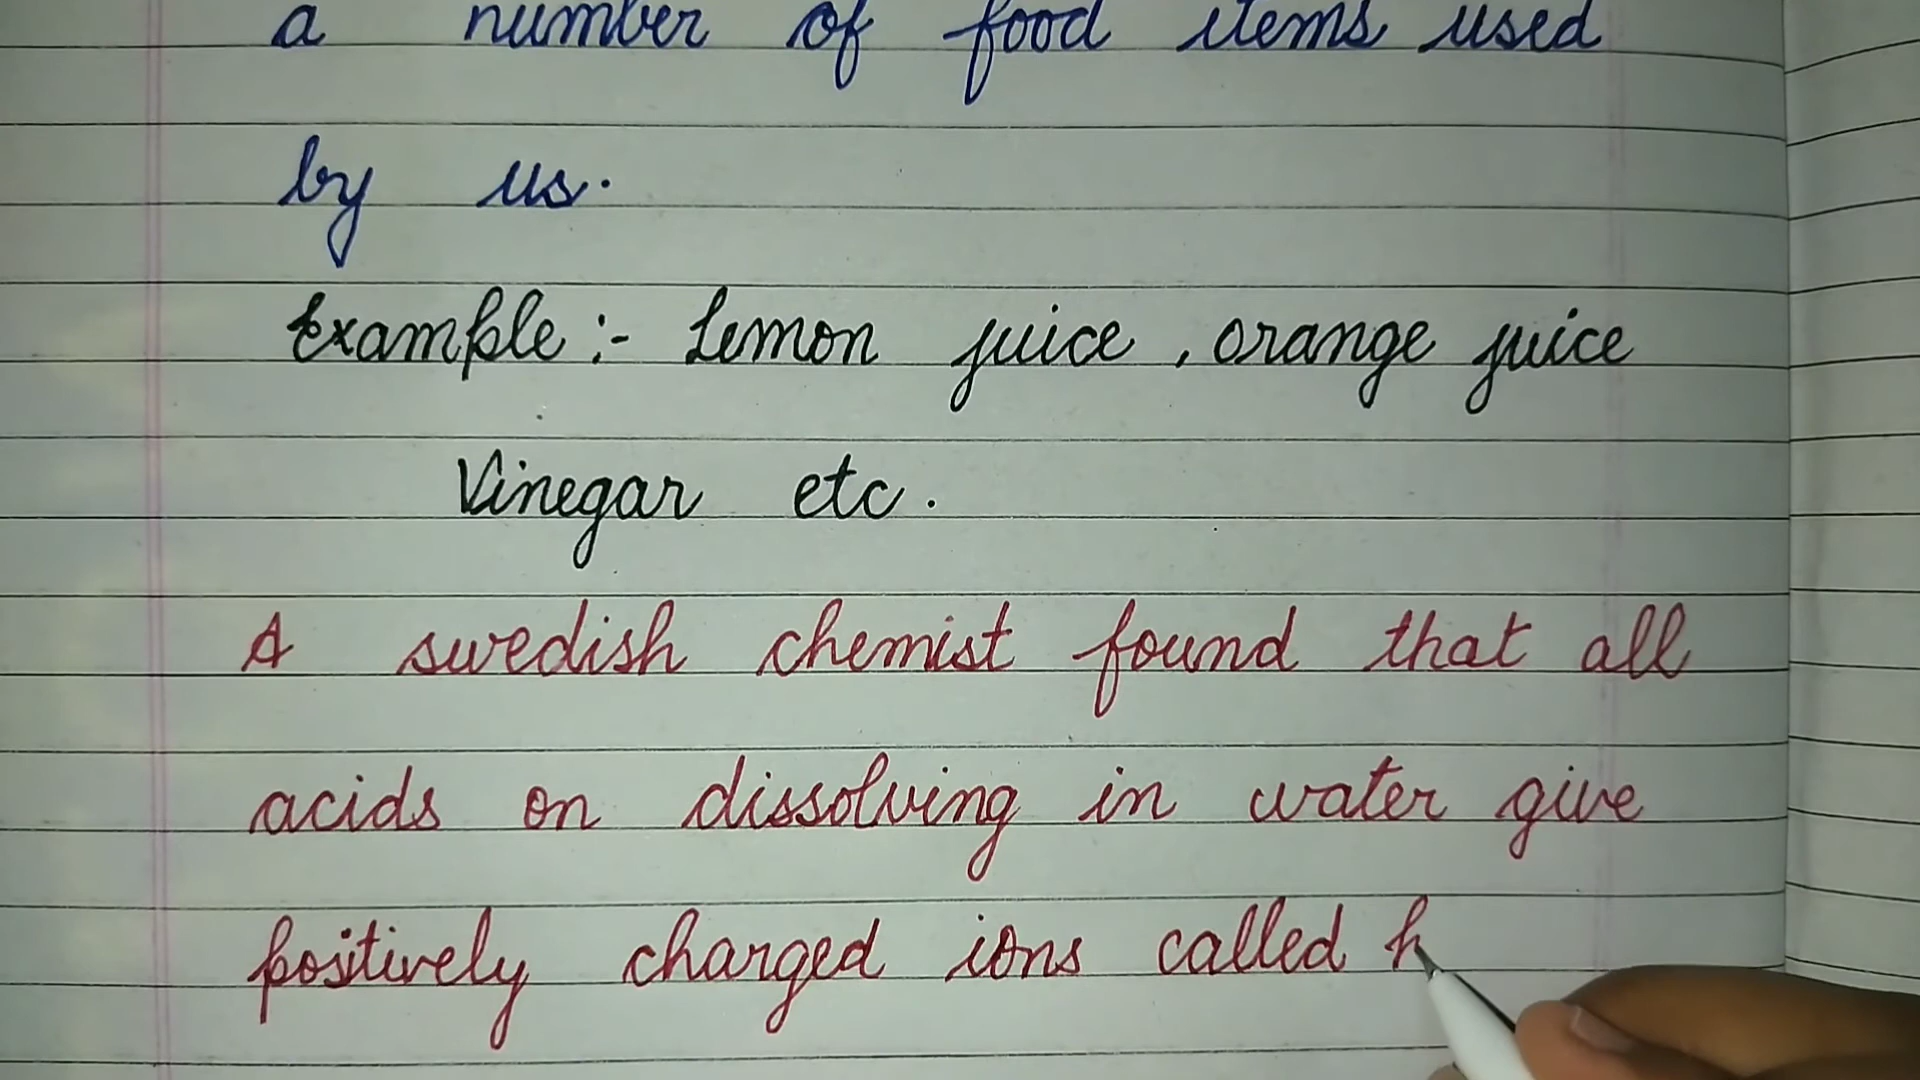 a number of food items used
by us.
Example :- Lemon juice , orange juice
Vinegar etc .
A swedish chemist found that all
acids on dissolving in water give
positively charged ions called h